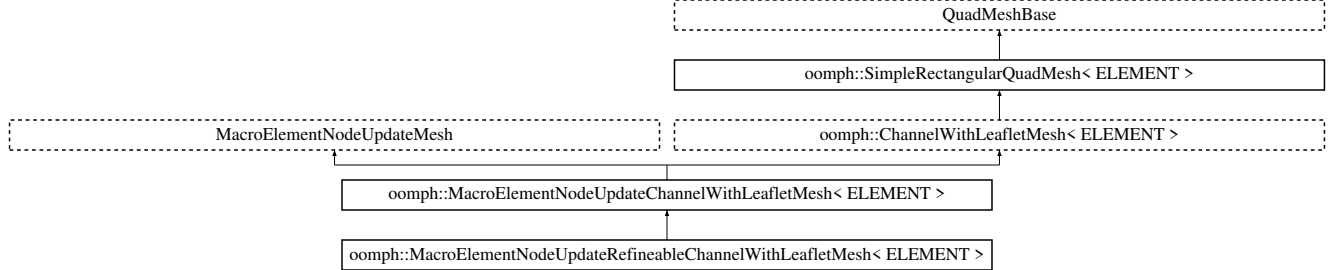 QuadMeshBase
oomph::SimpleRectangularQuadMesh< ELEMENT >
MacroElementNodeUpdateMesh
oomph::ChannelWithLeafletMesh< ELEMENT >
oomph::MacroElementNodeUpdateChannelWithLeafletMesh< ELEMENT >
oomph::MacroElementNodeUpdateRefineableChannelWithLeafletMesh< ELEMENT >